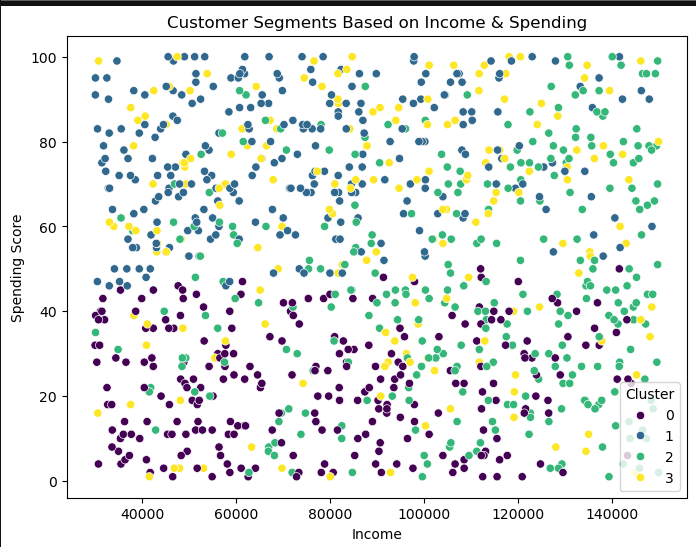 Customer Segments Based on Income & Spending
100
80
60
40
20
0
Spending Score
40000 60000 80000 100000 120000 140000
Income
Cluster
0
1
2
3